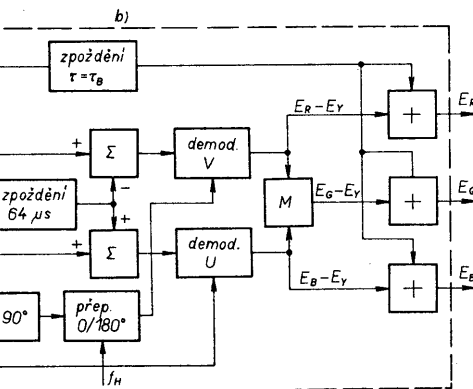 b)
zpoždění
τ = τB
ER
ER–EY
+
+
Σ
demod.
V
−
zpoždění
64 μs
M
EG–EY
+
EG
+
+
Σ
demod.
U
EB–EY
+
EB
90°
přep.
0/180°
fH